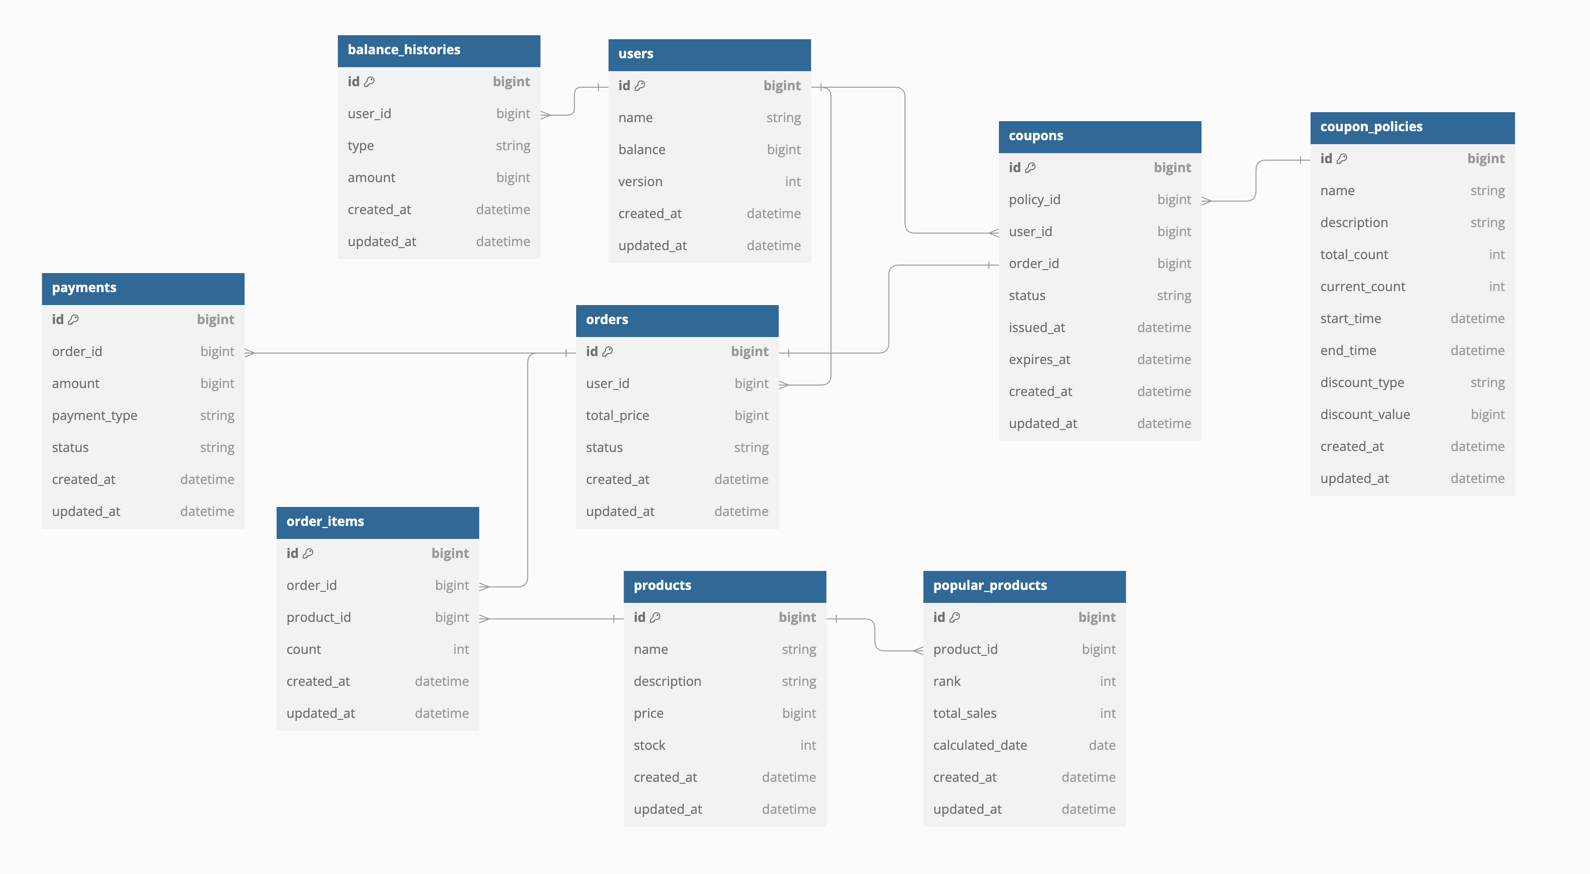 balance_histories
id bigint
user_id bigint
type string
amount bigint
created_at datetime
updated_at datetime
users
id bigint
name string
balance bigint
version int
created_at datetime
updated_at datetime
coupons
id bigint
policy_id bigint
user_id bigint
order_id bigint
status string
issued_at datetime
expires_at datetime
created_at datetime
updated_at datetime
coupon_policies
id bigint
name string
description string
total_count int
current_count int
start_time datetime
end_time datetime
discount_type string
discount_value bigint
created_at datetime
updated_at datetime
payments
id bigint
order_id bigint
amount bigint
payment_type string
status string
created_at datetime
updated_at datetime
orders
id bigint
user_id bigint
total_price bigint
status string
created_at datetime
updated_at datetime
order_items
id bigint
order_id bigint
product_id bigint
count int
created_at datetime
updated_at datetime
products
id bigint
name string
description string
price bigint
stock int
created_at datetime
updated_at datetime
popular_products
id bigint
product_id bigint
rank int
total_sales int
calculated_date date
created_at datetime
updated_at datetime